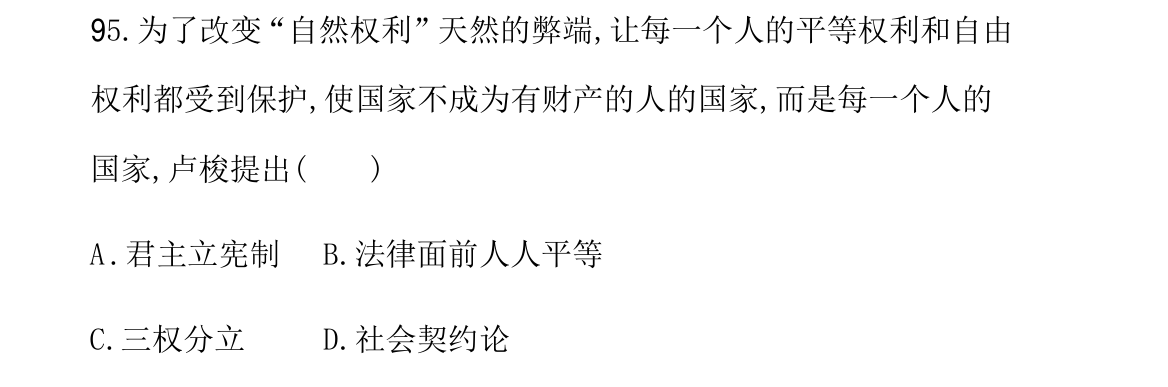 95.为了改变“自然权利”天然的弊端,让每一个人的平等权利和自由
权利都受到保护,使国家不成为有财产的人的国家,而是每一个人的
国家,卢梭提出(　　)
A.君主立宪制　B.法律面前人人平等
C.三权分立　　D.社会契约论